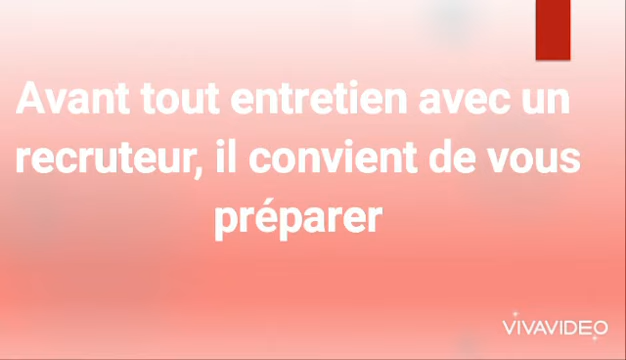 Avant tout entretien avec un
recruteur, il convient de vous
préparer
VIVAVIDEO